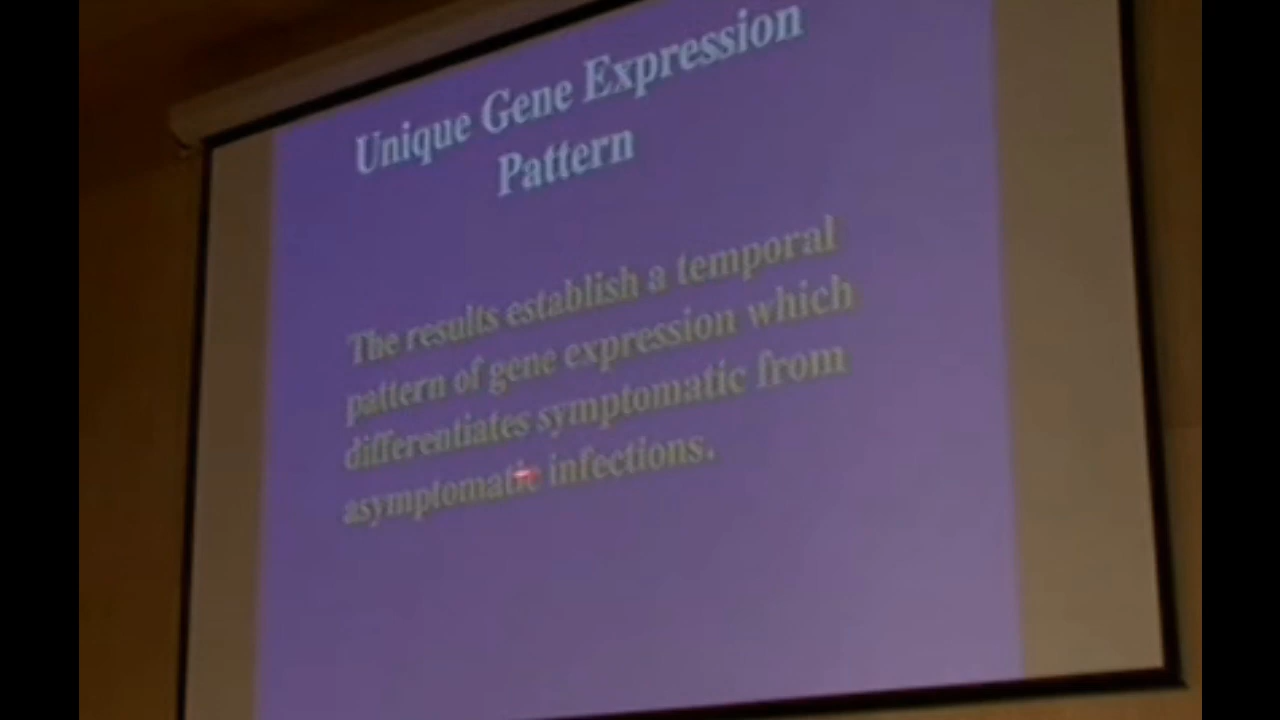 Unique Gene Expression
Pattern
The results establish a temporal
pattern of gene expression which
differentiates symptomatic from
asymptomatic infections.